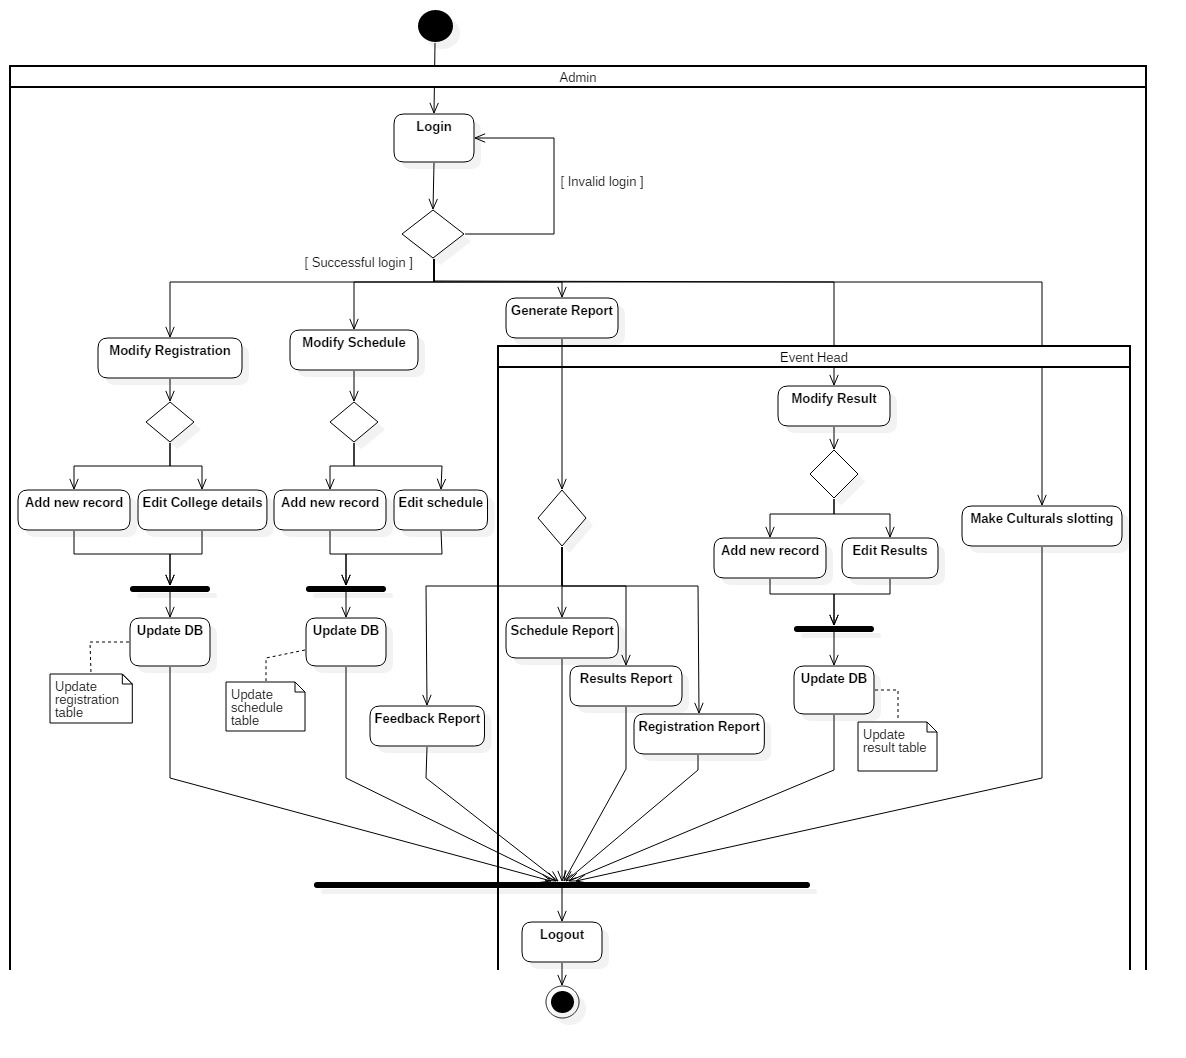 Admin
Login
[ Invalid login ]
[ Successful login ]
Generate Report
Modify Registration
Modify Schedule
Event Head
Modify Result
Add new record
Edit College details
Add new record
Edit schedule
Make Culturals slotting
Add new record
Edit Results
Update DB
Update DB
Schedule Report
Update
registration
table
Update
schedule
table
Results Report
Update DB
Feedback Report
Registration Report
Update
result table
Logout